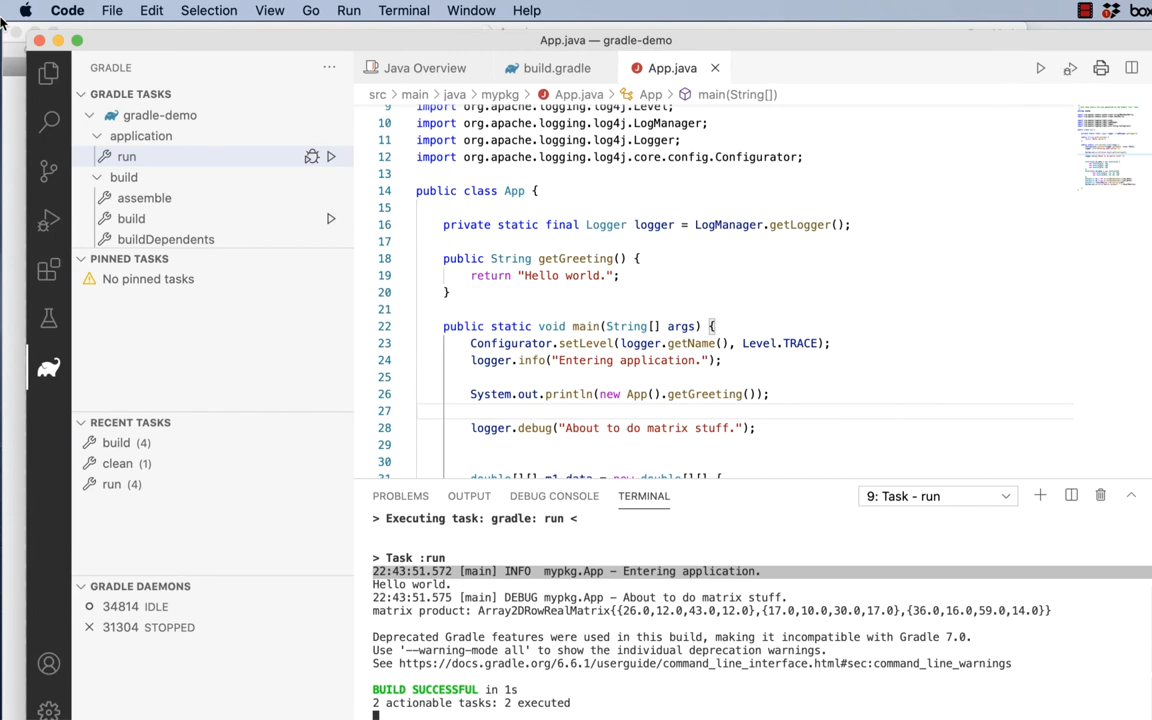 Code File Edit Selection View Go Run Terminal Window Help box
App.java — gradle-demo
GRADLE
Java Overview build.gradle App.java
GRADLE TASKS
src main java mypkg App.java App main(String[])
gradle-demo
application
run
build
assemble
build
buildDependents
PINNED TASKS
No pinned tasks
RECENT TASKS
build (4)
clean (1)
run (4)
GRADLE DAEMONS
34814 IDLE
31304 STOPPED
9 import org.apache.logging.log4j.Level;
10 import org.apache.logging.log4j.LogManager;
11 import org.apache.logging.log4j.Logger;
12 import org.apache.logging.log4j.core.config.Configurator;
13
14 public class App {
15
16 private static final Logger logger = LogManager.getLogger();
17
18 public String getGreeting() {
19 return "Hello world.";
20 }
21
22 public static void main(String[] args) {
23 Configurator.setLevel(logger.getName(), Level.TRACE);
24 logger.info("Entering application.");
25
26 System.out.println(new App().getGreeting());
27
28 logger.debug("About to do matrix stuff.");
29
30
31 double[][] m1_data = new double[][] {
PROBLEMS OUTPUT DEBUG CONSOLE TERMINAL 9: Task - run
> Executing task: gradle: run <
> Task :run
22:43:51.572 [main] INFO mypkg.App - Entering application.
Hello world.
22:43:51.575 [main] DEBUG mypkg.App - About to do matrix stuff.
matrix product: Array2DRowRealMatrix{{26.0,12.0,43.0,12.0},{17.0,10.0,30.0,17.0},{36.0,16.0,59.0,14.0}}
Deprecated Gradle features were used in this build, making it incompatible with Gradle 7.0.
Use '--warning-mode all' to show the individual deprecation warnings.
See https://docs.gradle.org/6.6.1/userguide/command_line_interface.html#sec:command_line_warnings
BUILD SUCCESSFUL in 1s
2 actionable tasks: 2 executed